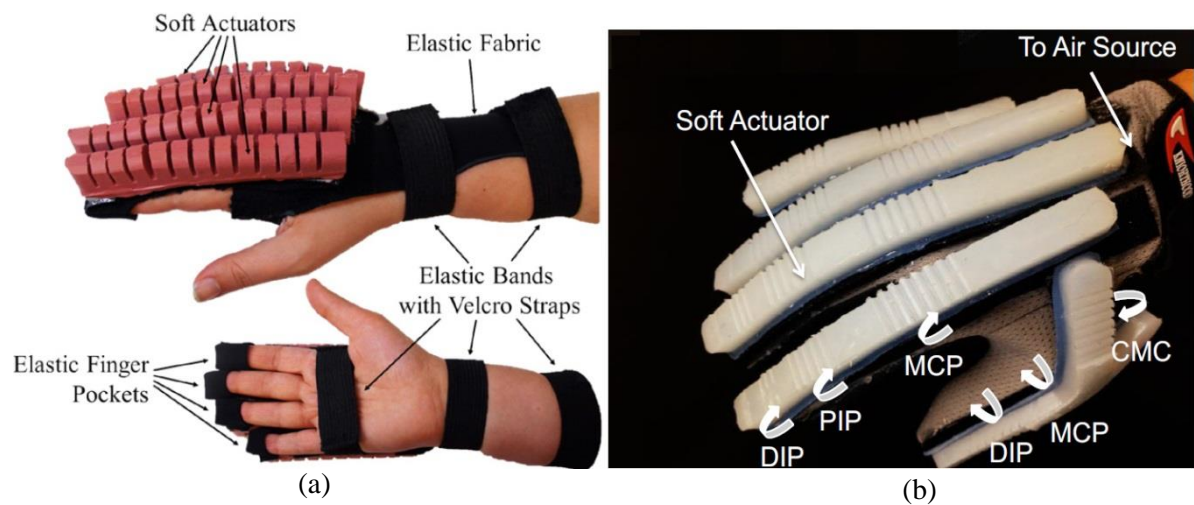 Soft Actuators
Elastic Fabric
Elastic Bands
with Velcro Straps
Elastic Finger
Pockets
(a)
To Air Source
Soft Actuator
MCP
CMC
PIP
MCP
DIP
DIP
(b)